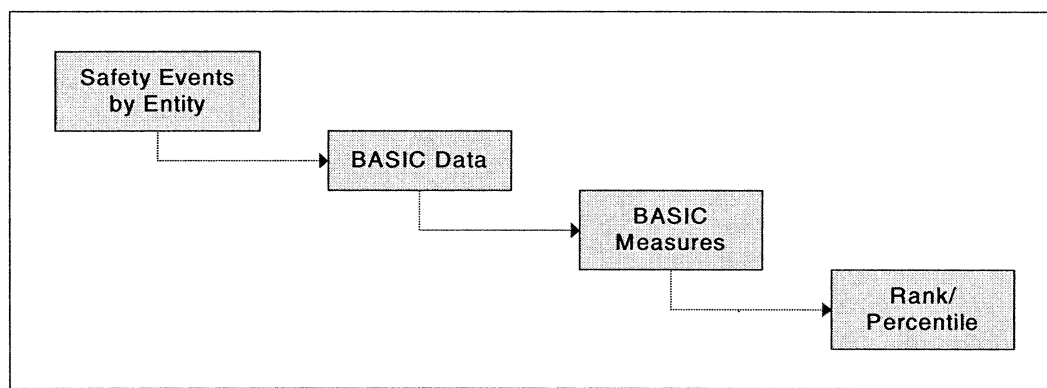 Safety Events
by Entity
BASIC Data
BASIC
Measures
Rank/
Percentile